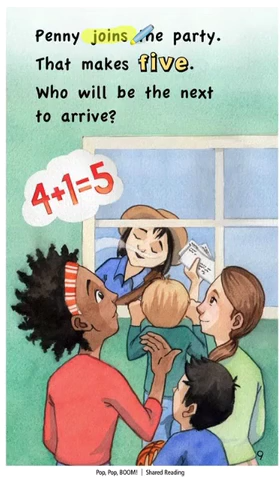 Penny joins the party.
That makes five.
Who will be the next
to arrive?
4+1=5
9
Pop, Pop, BOOM! | Shared Reading